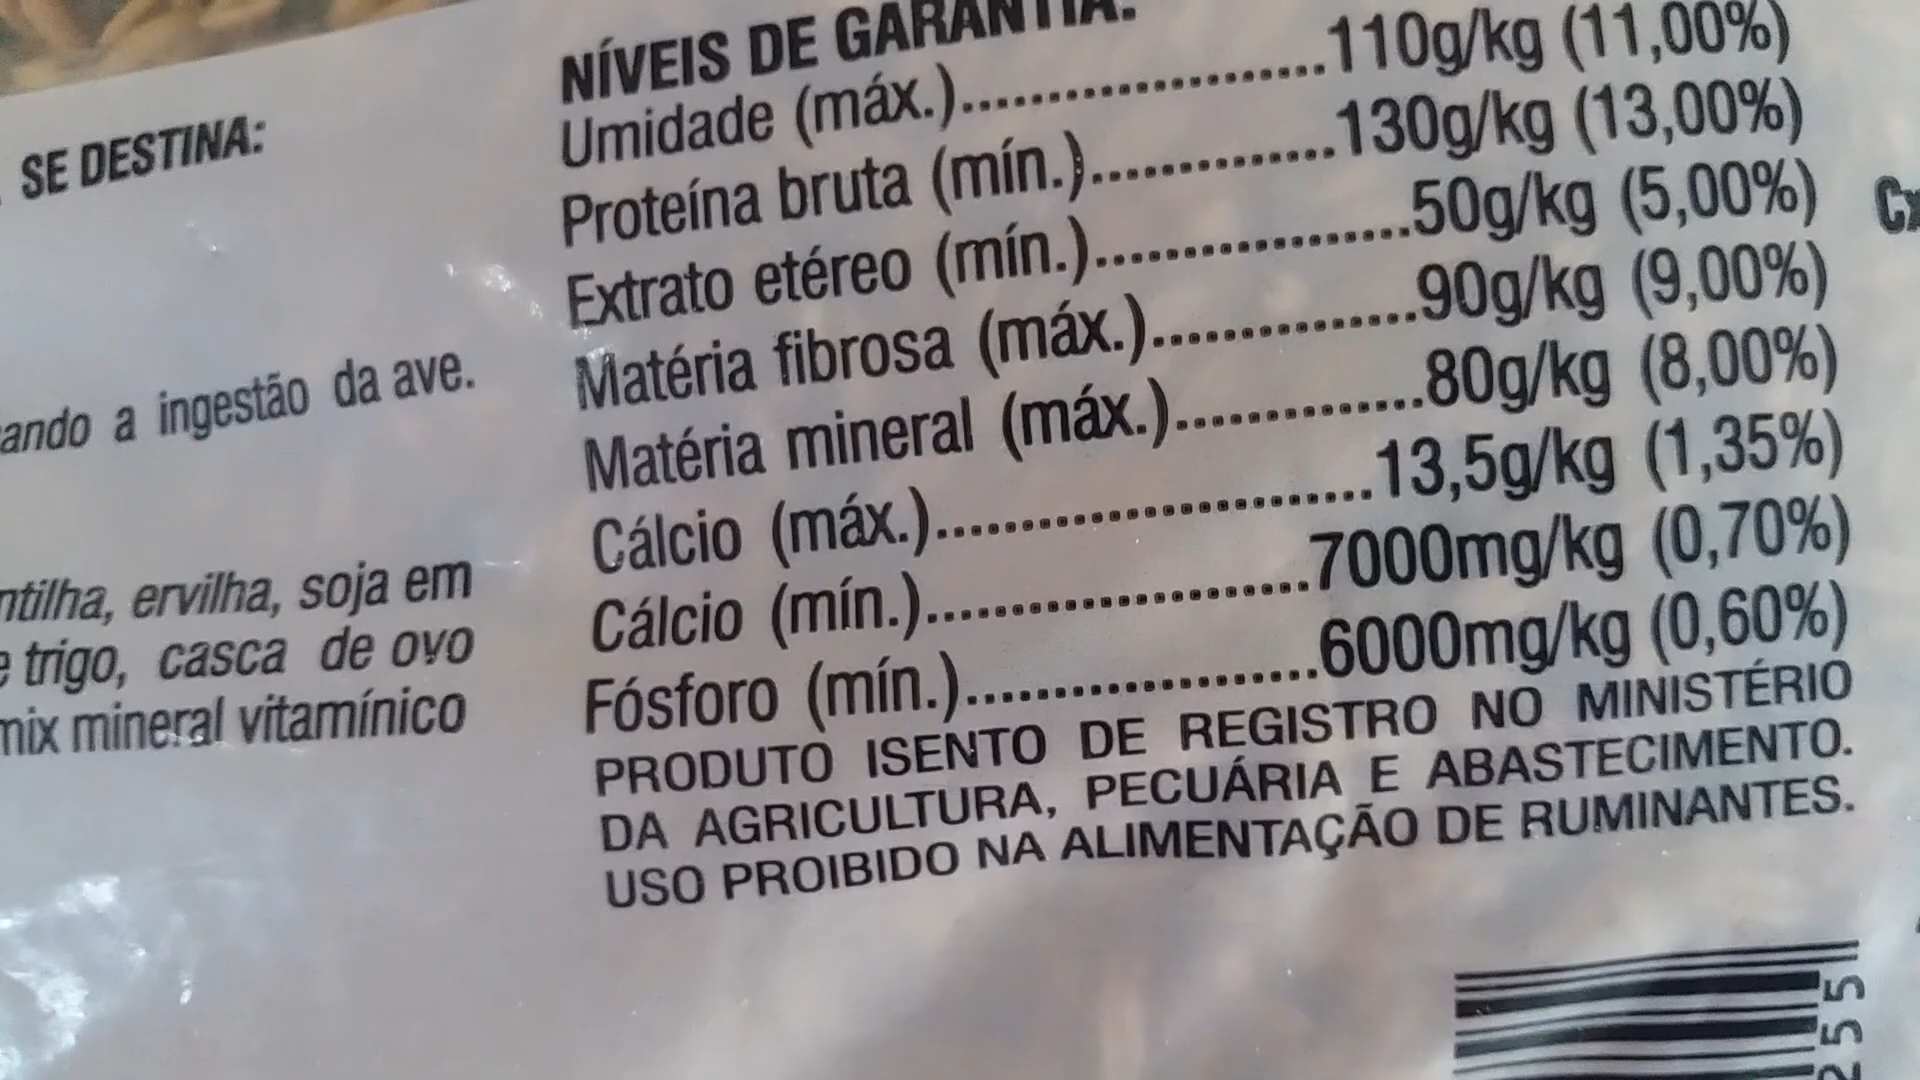 SE DESTINA:
a ingestão da ave.
ervilha, soja em
trigo, casca de ovo
mineral vitamínico
NÍVEIS DE GARANTIA:
Umidade (máx.)....................110g/kg (11,00%)
Proteína bruta (mín.)..............130g/kg (13,00%)
Extrato etéreo (mín.)..................50g/kg (5,00%)
Matéria fibrosa (máx.)...............90g/kg (9,00%)
Matéria mineral (máx.)..............80g/kg (8,00%)
Cálcio (máx.)........................13,5g/kg (1,35%)
Cálcio (mín.).....................7000mg/kg (0,70%)
Fósforo (mín.)...................6000mg/kg (0,60%)
PRODUTO ISENTO DE REGISTRO NO MINISTÉRIO
DA AGRICULTURA, PECUÁRIA E ABASTECIMENTO.
USO PROIBIDO NA ALIMENTAÇÃO DE RUMINANTES.
255